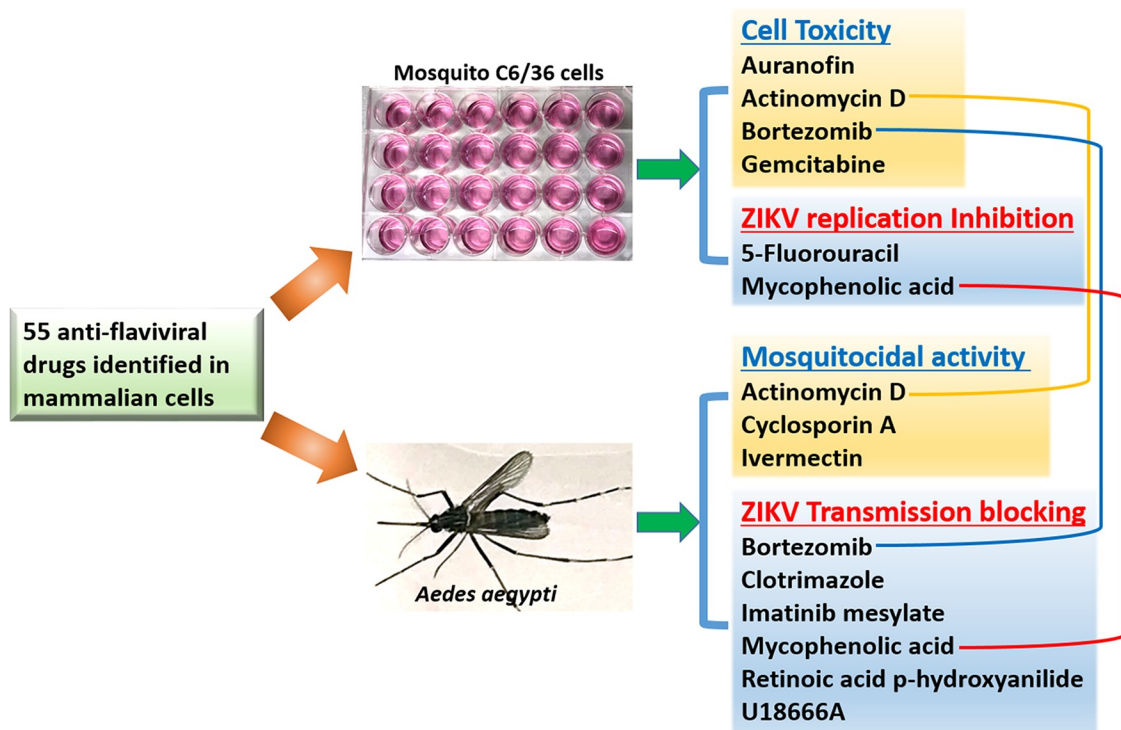 55 anti-flaviviral
drugs identified in
mammalian cells
Mosquito C6/36 cells
Cell Toxicity
Auranofin
Actinomycin D
Bortezomib
Gemcitabine
ZIKV replication Inhibition
5-Fluorouracil
Mycophenolic acid
Aedes aegypti
Mosquitocidal activity
Actinomycin D
Cyclosporin A
Ivermectin
ZIKV Transmission blocking
Bortezomib
Clotrimazole
Imatinib mesylate
Mycophenolic acid
Retinoic acid p-hydroxyanilide
U18666A